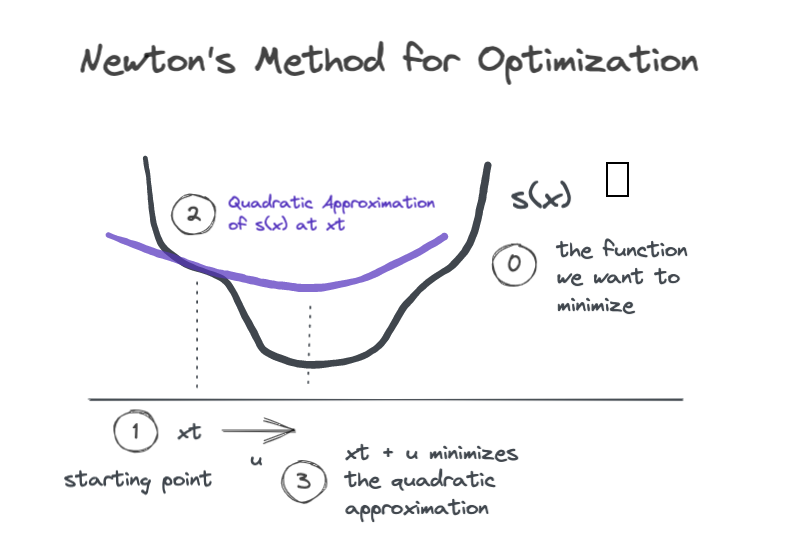 Newton's Method for Optimization
2
Quadratic Approximation
of s(x) at xt
s(x)
0
the function
we want to
minimize
1
xt
u
starting point
3
xt + u minimizes
the quadratic
approximation